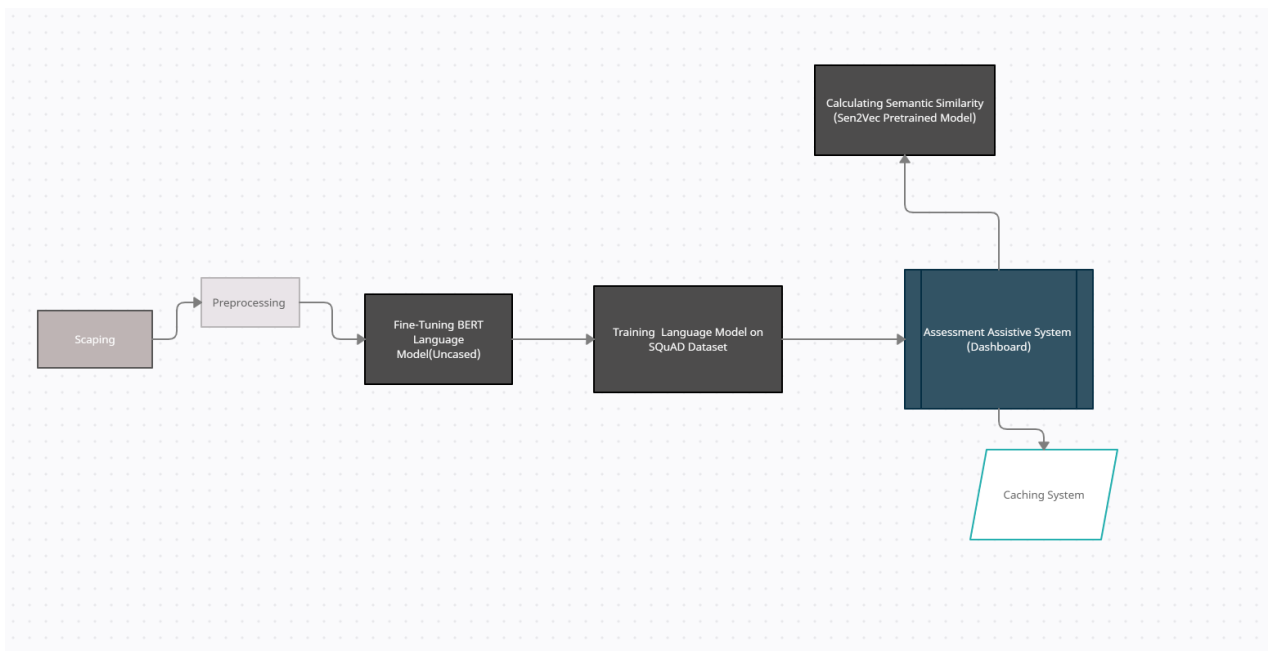 Calculating Semantic Similarity
(Sen2Vec Pretrained Model)
Scaping
Preprocessing
Fine-Tuning BERT
Language
Model(Uncased)
Training  Language Model on
SQuAD Dataset
Assessment Assistive System
(Dashboard)
Caching System